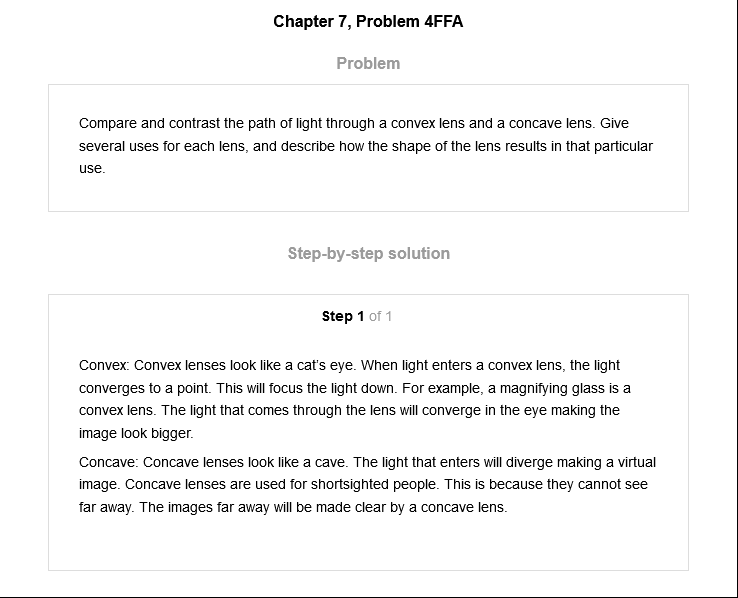 Chapter 7, Problem 4FFA
Problem
Compare and contrast the path of light through a convex lens and a concave lens. Give
several uses for each lens, and describe how the shape of the lens results in that particular
use.
Step-by-step solution
Step 1 of 1
Convex: Convex lenses look like a cat's eye. When light enters a convex lens, the light
converges to a point. This will focus the light down. For example, a magnifying glass is a
convex lens. The light that comes through the lens will converge in the eye making the
image look bigger.
Concave: Concave lenses look like a cave. The light that enters will diverge making a virtual
image. Concave lenses are used for shortsighted people. This is because they cannot see
far away. The images far away will be made clear by a concave lens.